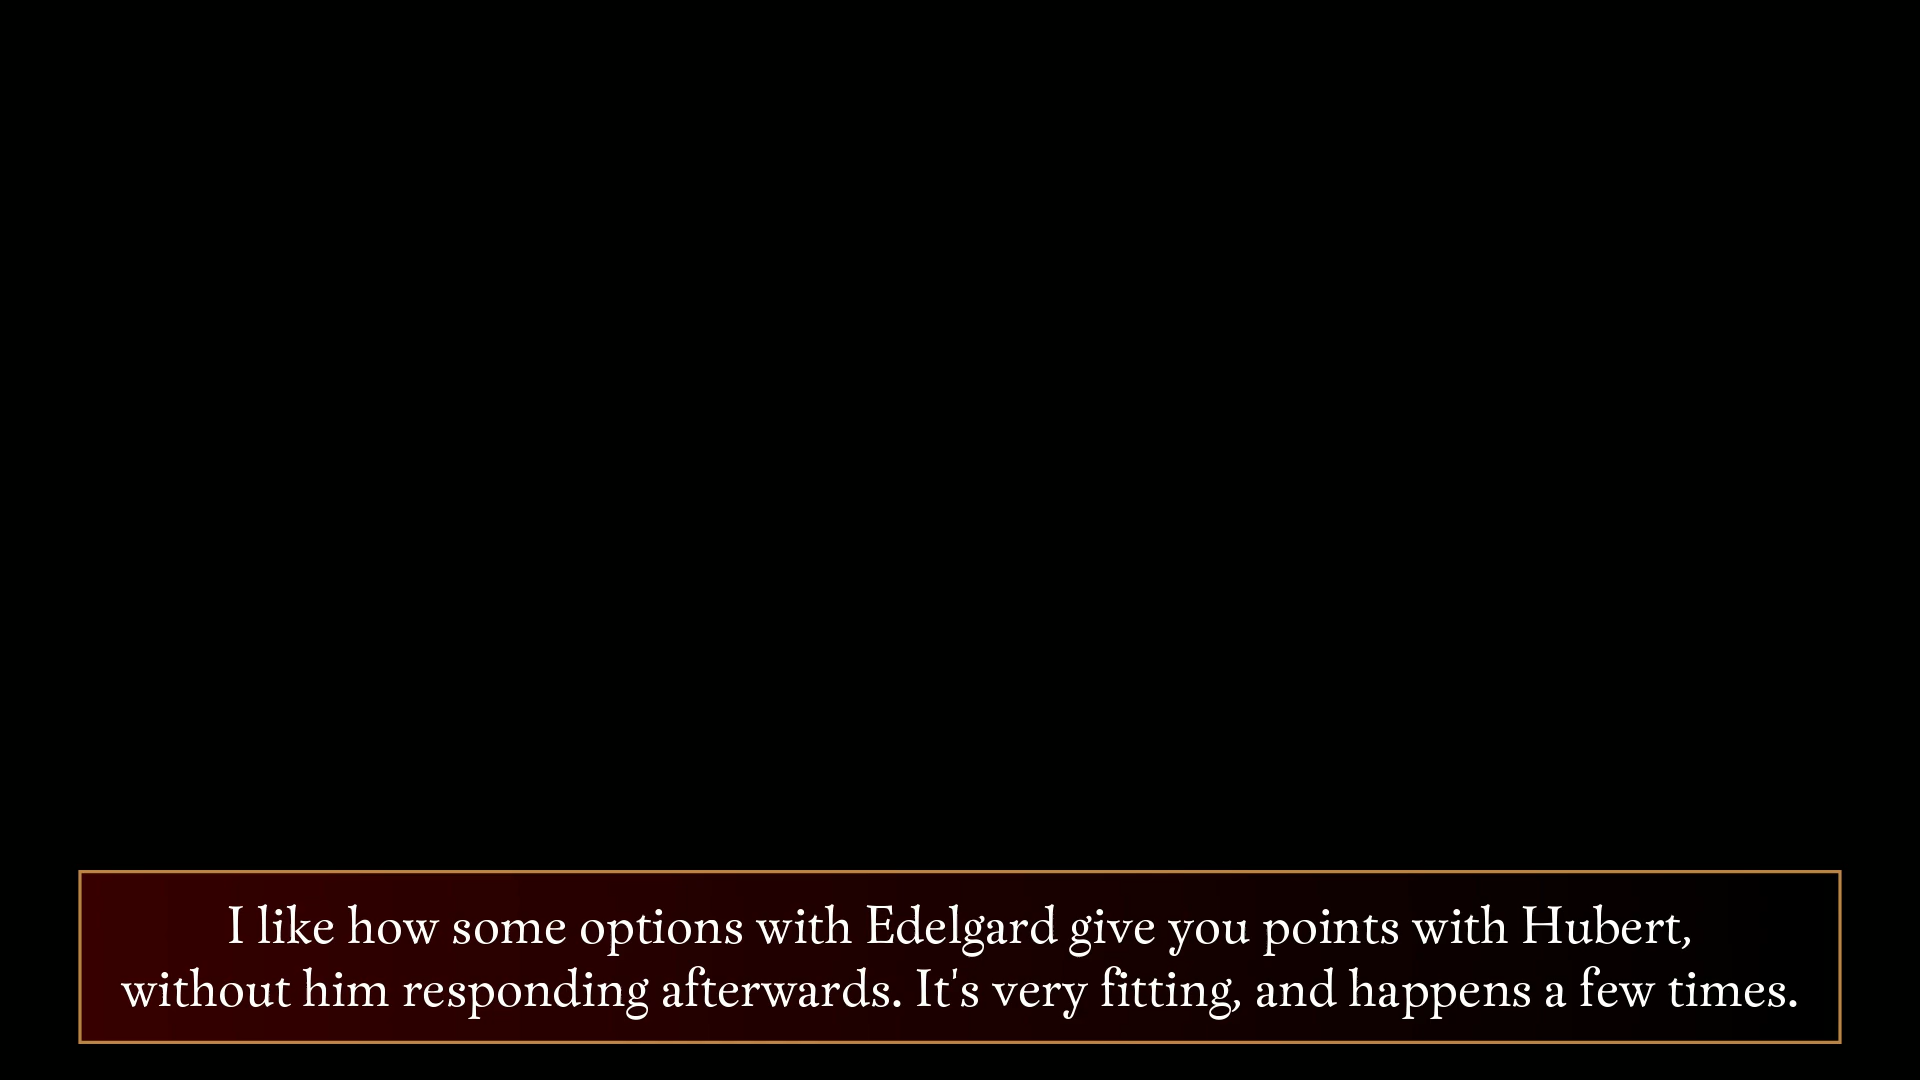 I like how some options with Edelgard give you points with Hubert,
without him responding afterwards. It's very fitting, and happens a few times.